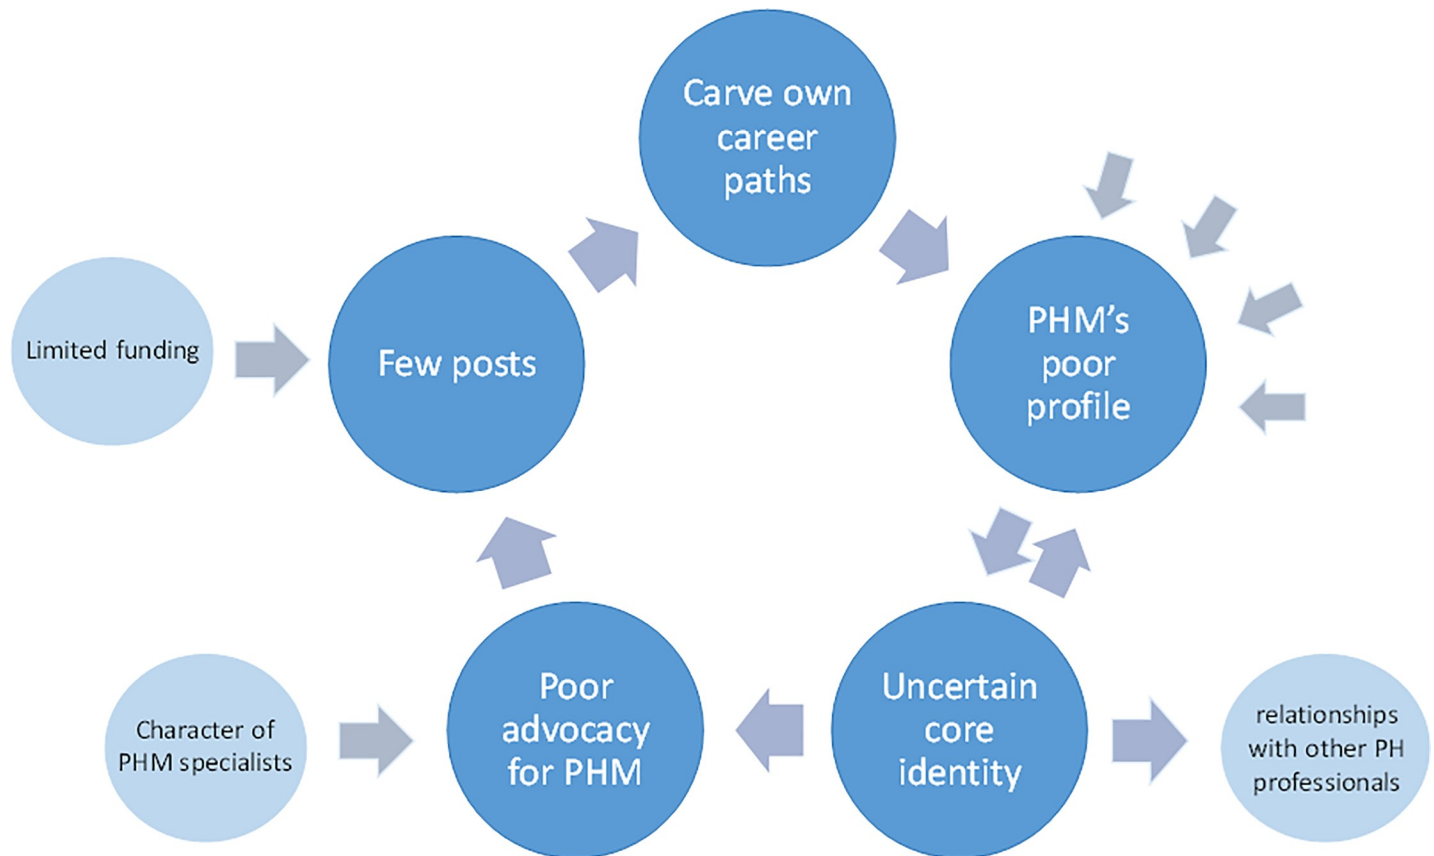 Carve own
career
paths
PHM’s
poor
profile
Limited funding
Few posts
Poor
advocacy
for PHM
Uncertain
core
identity
Character of
PHM specialists
relationships
with other PH
professionals